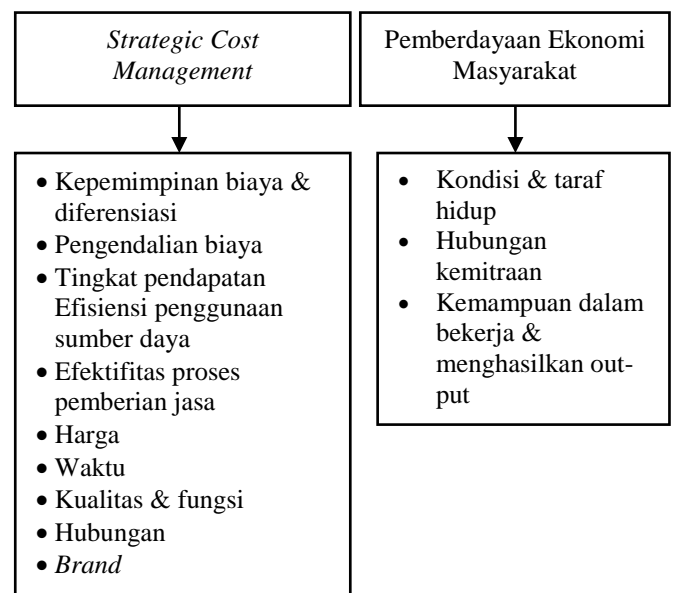 Strategic Cost
Management
• Kepemimpinan biaya &
diferensiasi
• Pengendalian biaya
• Tingkat pendapatan
Efisiensi penggunaan
sumber daya
• Efektifitas proses
pemberian jasa
• Harga
• Waktu
• Kualitas & fungsi
• Hubungan
• Brand
Pemberdayaan Ekonomi
Masyarakat
• Kondisi & taraf
hidup
• Hubungan
kemitraan
• Kemampuan dalam
bekerja &
menghasilkan out-
put